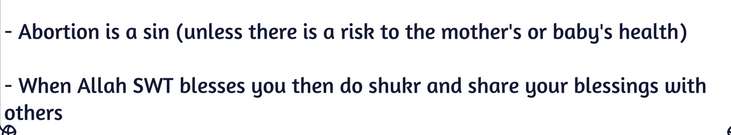 - Abortion is a sin (unless there is a risk to the mother's or baby's health)
- When Allah SWT blesses you then do shukr and share your blessings with
others